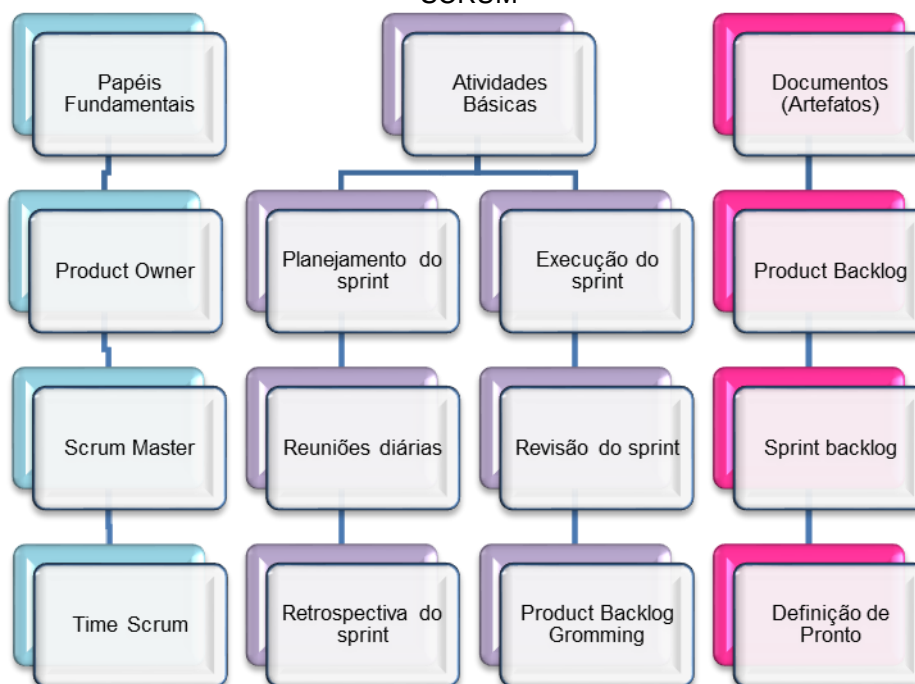 SCRUM
Papéis
Fundamentais
Atividades
Básicas
Documentos
(Artefatos)
Product Owner
Planejamento do
sprint
Execução do
sprint
Product Backlog
Scrum Master
Reuniões diárias
Revisão do sprint
Sprint backlog
Time Scrum
Retrospectiva do
sprint
Product Backlog
Gromming
Definição de
Pronto